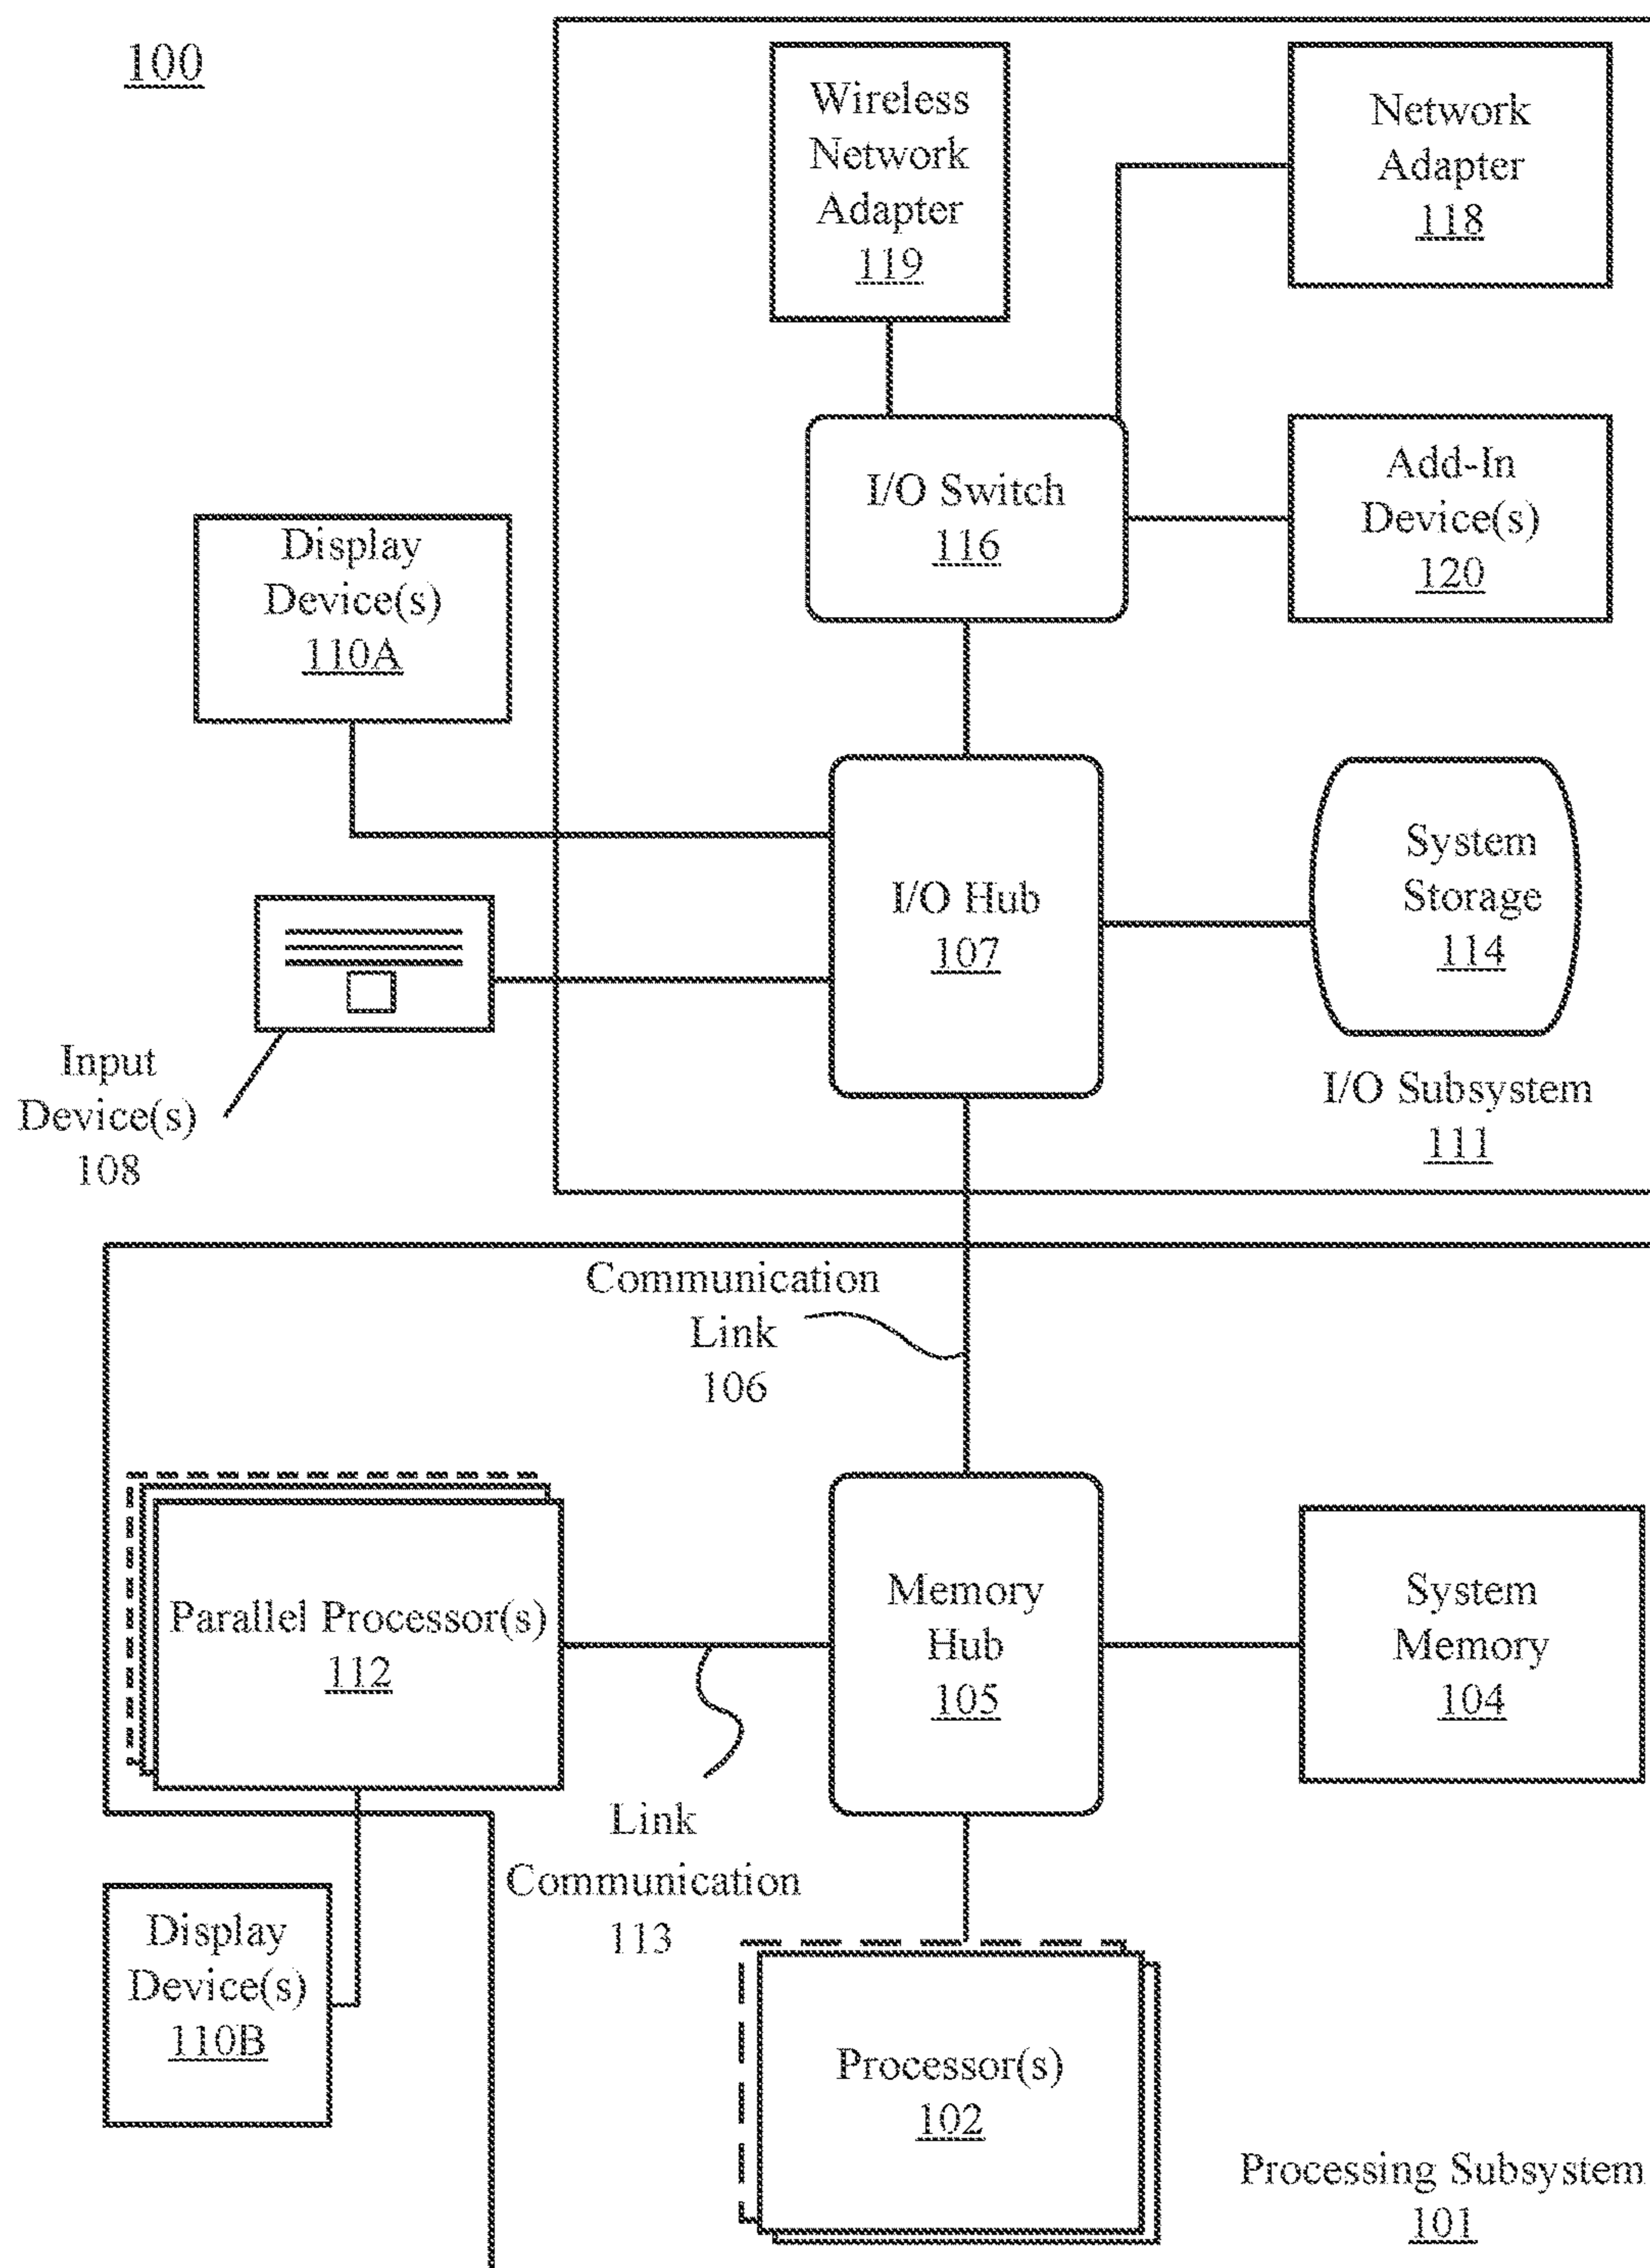 100
Wireless
Network
Adapter
119
Network
Adapter
118
I/O Switch
116
Add-In
Device(s)
120
Display
Device(s)
110A
I/O Hub
107
System
Storage
114
Input
Device(s)
108
I/O Subsystem
111
Communication
Link
106
Parallel Processor(s)
112
Memory
Hub
105
System
Memory
104
Link
Communication
113
Display
Device(s)
110B
Processor(s)
102
Processing Subsystem
101